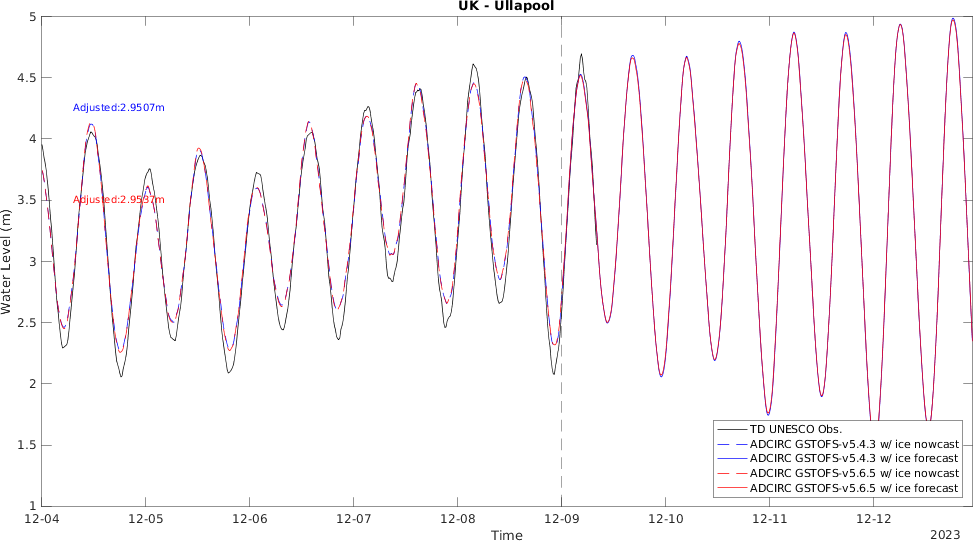 UK - Ullapool
5
4.5
4
3.5
3
2.5
2
1.5
1
Water Level (m)
Adjusted:2.9507m
Adjusted:2.9537m
TD UNESCO Obs.
ADCIRC GSTOFS-v5.4.3 w/ ice nowcast
ADCIRC GSTOFS-v5.4.3 w/ ice forecast
ADCIRC GSTOFS-v5.6.5 w/ ice nowcast
ADCIRC GSTOFS-v5.6.5 w/ ice forecast
12-04 12-05 12-06 12-07 12-08 12-09 12-10 12-11 12-12
Time
2023